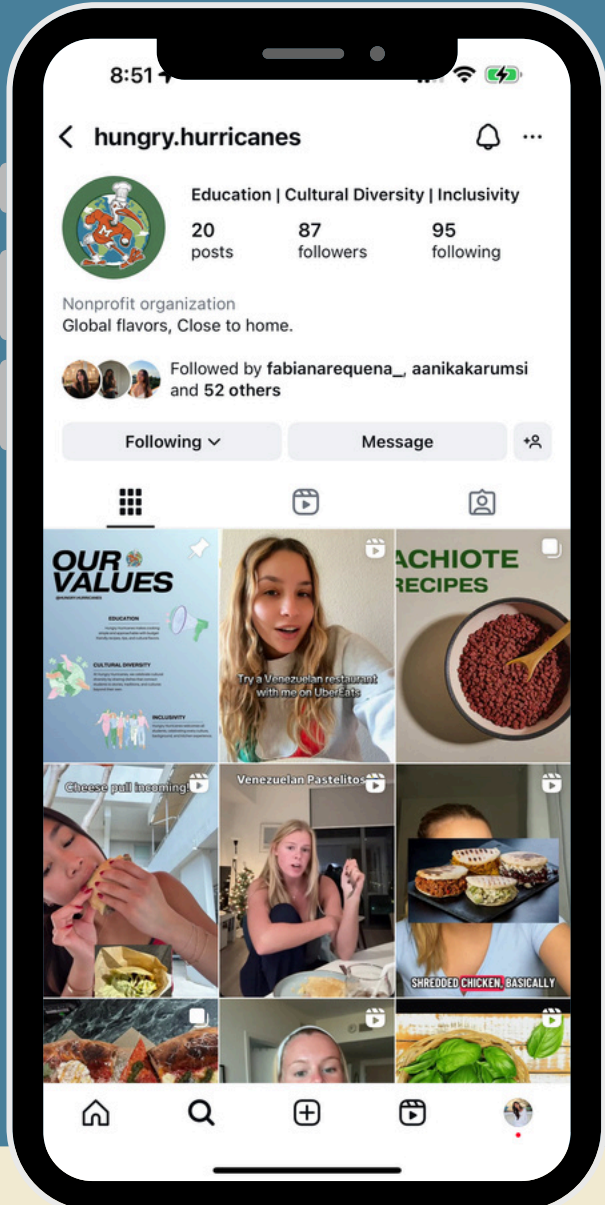 8:51
hungry.hurricanes
Education | Cultural Diversity | Inclusivity
20
87
95
posts
followers
following
Nonprofit organization
Global flavors, Close to home.
Followed by fabianarequena_, aanikakarumsi
and 52 others
Following
Message
OUR
VALUES
@HUNGRY.HURRICANES
EDUCATION
CULTURAL DIVERSITY
INCLUSIVITY
Try a Venezuelan restaurant
with me on UberEats
ACHIOTE
RECIPES
Cheese pull incoming!
Venezuelan Pastelitos
SHREDDED CHICKEN, BASICALLY